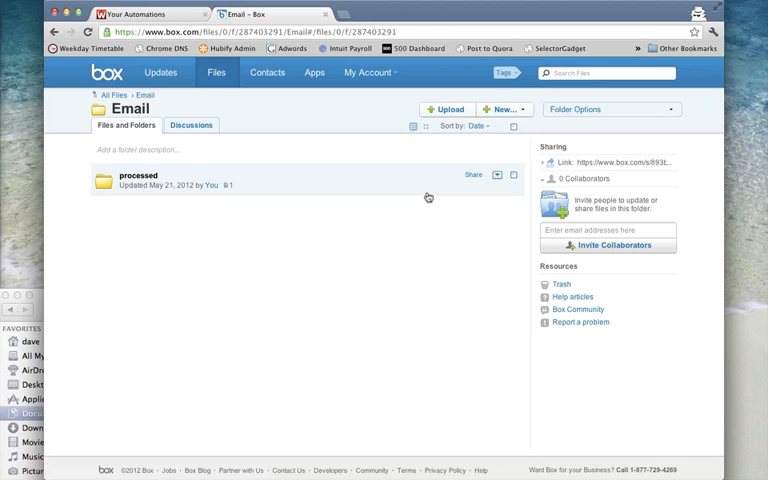 Your Automations
Email – Box
https://www.box.com/files/0/f/287403291/Email#/files/0/f/287403291
Weekday Timetable
Chrome DNS
Hubify Admin
Adwords
Intuit Payroll
500 Dashboard
Post to Quora
SelectorGadget
Other Bookmarks
box
Updates
Files
Contacts
Apps
My Account
Tags
Search Files
All Files › Email
Email
Upload
New...
Folder Options
Files and Folders
Discussions
Sort by: Date
Add a folder description...
processed
Updated May 21, 2012 by You 1
Share
Sharing
Link: https://www.box.com/s/893b...
0 Collaborators
Invite people to update or
share files in this folder.
Enter email addresses here
Invite Collaborators
Resources
Trash
Help articles
Box Community
Report a problem
FAVORITES
dave
All My
AirDr
Deskt
Applic
Docu
Down
Movie
Music
Pictur
box ©2012 Box · Jobs · Box Blog · Partner with Us · Contact Us · Developers · Community · Terms · Privacy Policy · Help
Want Box for your Business? Call 1-877-729-4269